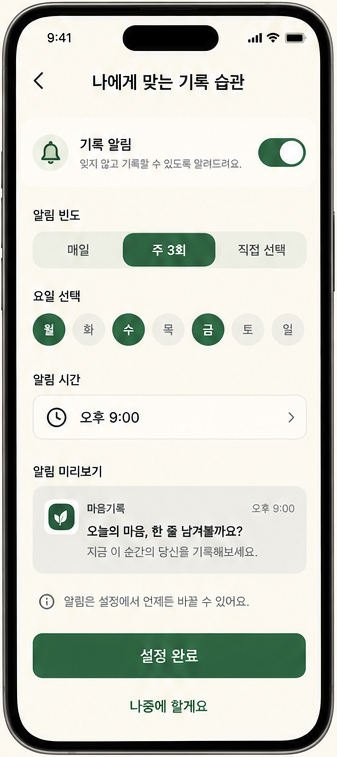 9:41
나에게 맞는 기록 습관
기록 알림
잊지 않고 기록할 수 있도록 알려드려요.
알림 빈도
매일 주 3회 직접 선택
요일 선택
월 화 수 목 금 토 일
알림 시간
오후 9:00
알림 미리보기
마음기록 오후 9:00
오늘의 마음, 한 줄 남겨볼까요?
지금 이 순간의 당신을 기록해보세요.
알림은 설정에서 언제든 바꿀 수 있어요.
설정 완료
나중에 할게요